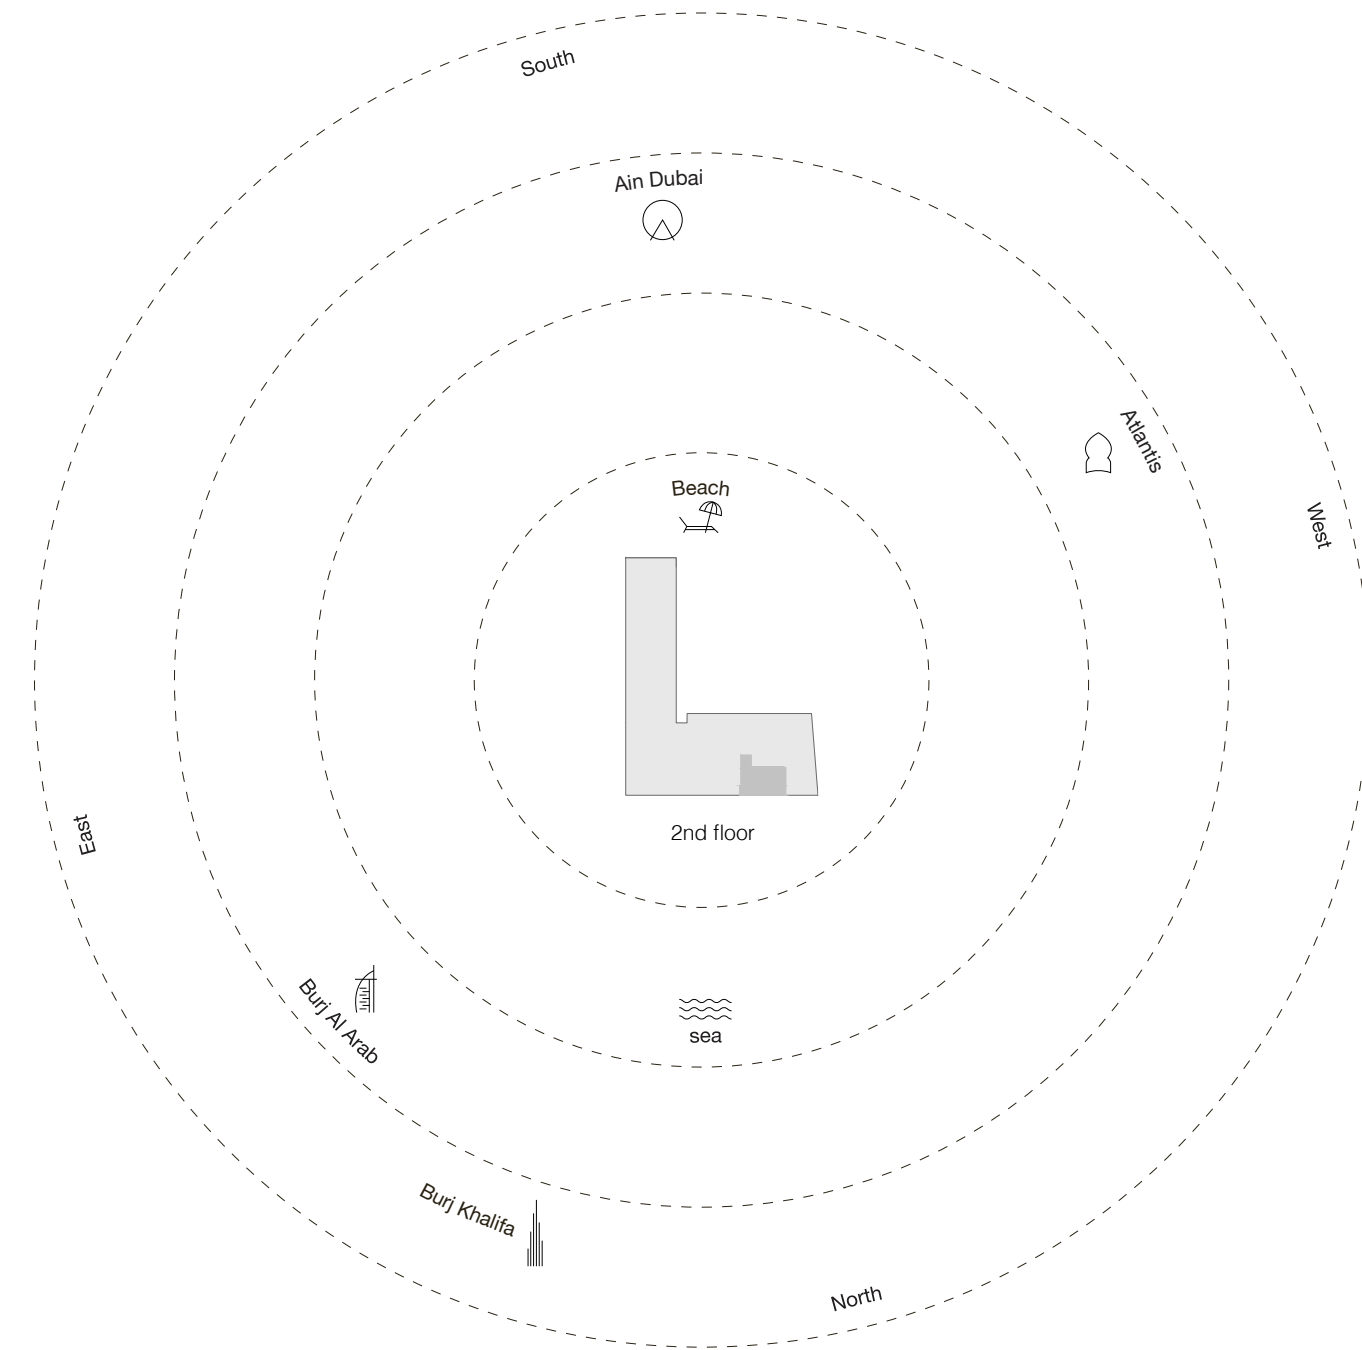 South
Ain Dubai
Atlantis
West
Beach
2nd floor
East
Burj Al Arab
sea
Burj Khalifa
North